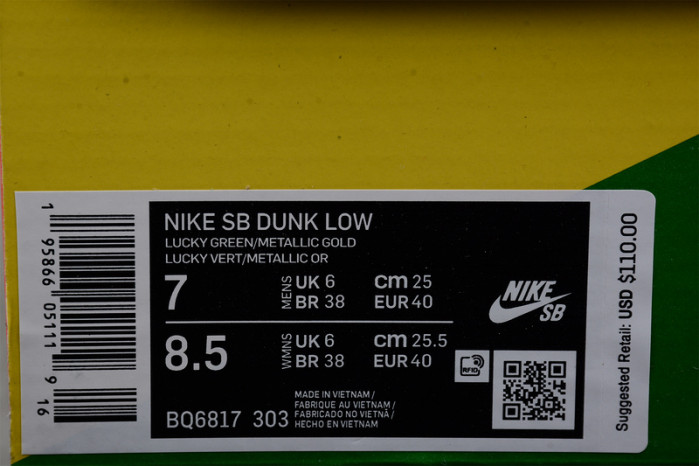 1 95866 05111 9 16
NIKE SB DUNK LOW
LUCKY GREEN/METALLIC GOLD
LUCKY VERT/METALLIC OR
7 MENS UK 6 cm 25
BR 38 EUR 40
8.5 WMNS UK 6 cm 25.5
BR 38 EUR 40
BQ6817 303
MADE IN VIETNAM /
FABRIQUE AU VIETNAM /
FABRICADO NO VIETNÃ /
HECHO EN VIETNAM
NIKE
SB
RFID
Suggested Retail: USD $110.00